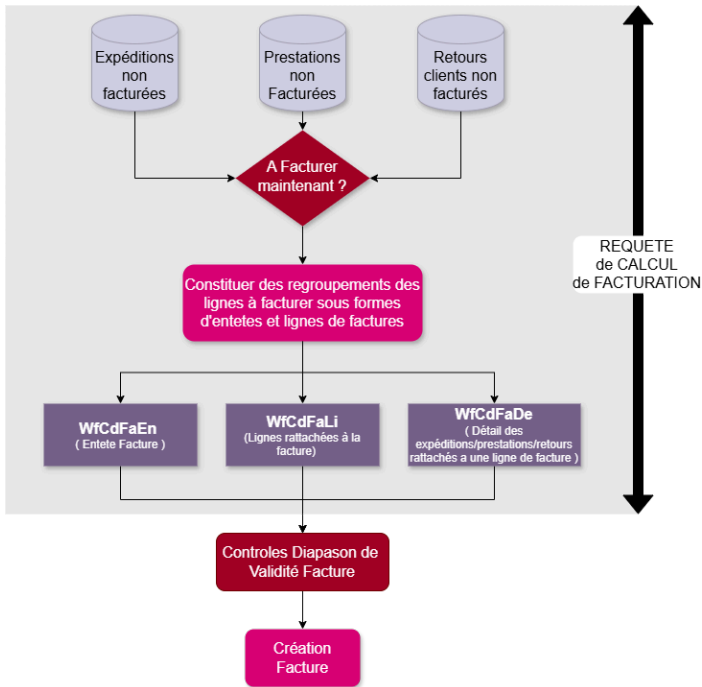 Expéditions
non
facturées
Prestations
non
Facturées
Retours
clients non
facturés
A Facturer
maintenant ?
REQUETE
de CALCUL
de FACTURATION
Constituer des regroupements des
lignes à facturer sous formes
d'entetes et lignes de factures
WfCdFaEn
( Entete Facture )
WfCdFaLi
(Lignes rattachées à la
facture)
WfCdFaDe
( Détail des
expéditions/prestations/retours
rattachés a une ligne de facture )
Controles Diapason de
Validité Facture
Création
Facture